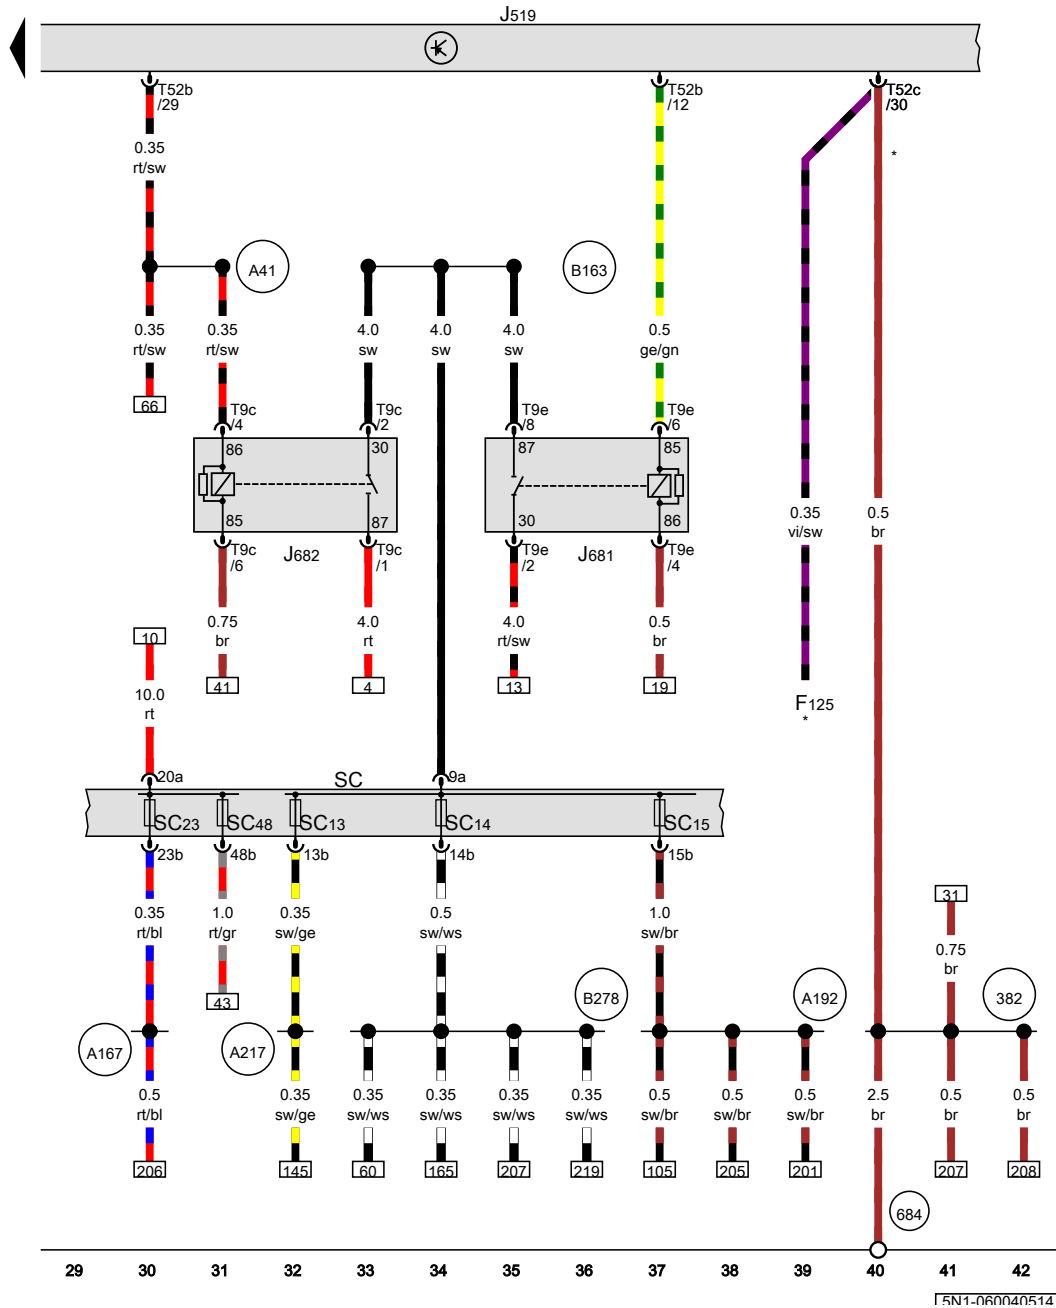 J519
T52b
/29
T52b
/12
T52c
/30
*
0.35
rt/sw
A41
B163
0.35
rt/sw
0.35
rt/sw
4.0
sw
4.0
sw
4.0
sw
0.5
ge/gn
66
T9c
/4
T9c
/2
T9e
/8
T9e
/6
86
30
87
85
85
87
30
86
T9c
/6
J682
T9c
/1
T9e
/2
J681
T9e
/4
0.35
vi/sw
0.5
br
10
0.75
br
4.0
rt
4.0
rt/sw
0.5
br
41
4
13
19
10.0
rt
F125
*
20a
SC
9a
SC23
SC48
SC13
SC14
SC15
23b
48b
13b
14b
15b
31
0.35
rt/bl
1.0
rt/gr
0.35
sw/ge
0.5
sw/ws
1.0
sw/br
0.75
br
43
B278
A192
382
A167
A217
0.5
rt/bl
0.35
sw/ge
0.35
sw/ws
0.35
sw/ws
0.35
sw/ws
0.35
sw/ws
0.5
sw/br
0.5
sw/br
0.5
sw/br
2.5
br
0.5
br
0.5
br
206
145
60
165
207
219
105
205
201
207
208
684
29 30 31 32 33 34 35 36 37 38 39 40 41 42
5N1-060040514